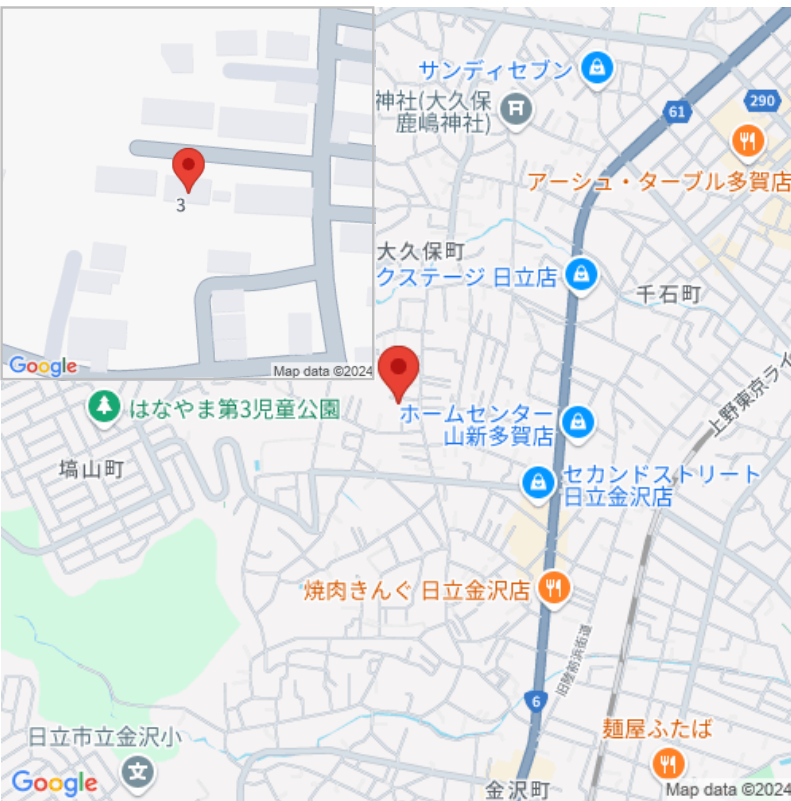 3
Google
Map data ©2024
サンディセブン
神社(大久保
鹿嶋神社)
61
290
アーシュ・ターブル多賀店
大久保町
クステージ 日立店
千石町
上野東京ライ
はなやま第3児童公園
ホームセンター
山新多賀店
塙山町
セカンドストリート
日立金沢店
焼肉きんぐ 日立金沢店
旧陸前浜街道
6
麺屋ふたば
日立市立金沢小
文
金沢町
Google
Map data ©2024